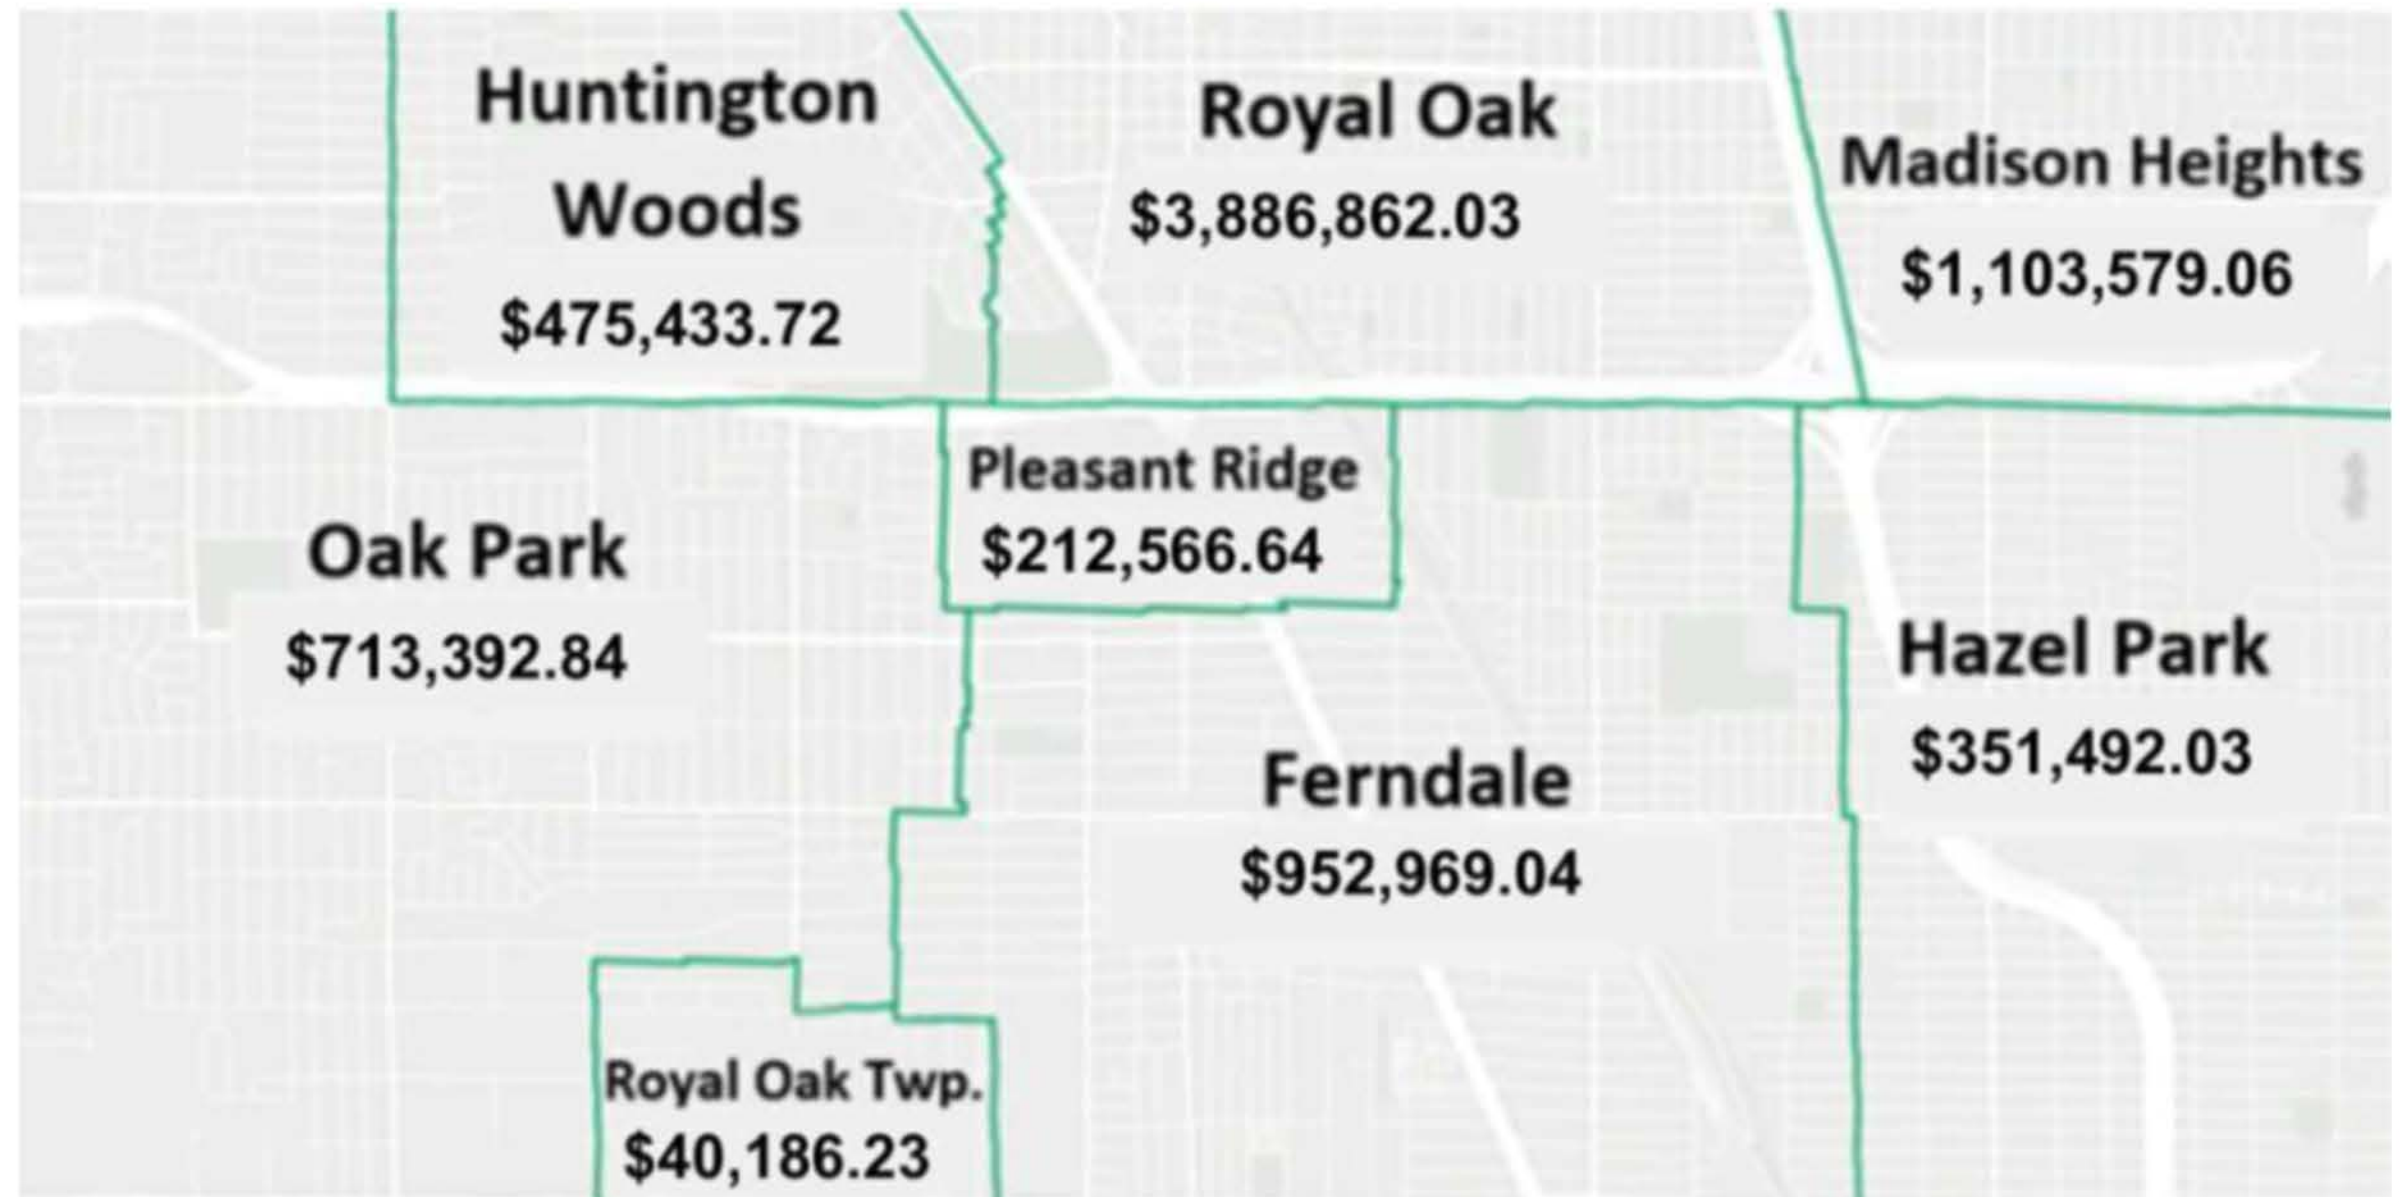 Huntington
Woods
$475,433.72
Royal Oak
$3,886,862.03
Madison Heights
$1,103,579.06
Oak Park
$713,392.84
Pleasant Ridge
$212,566.64
Ferndale
$952,969.04
Hazel Park
$351,492.03
Royal Oak Twp.
$40,186.23